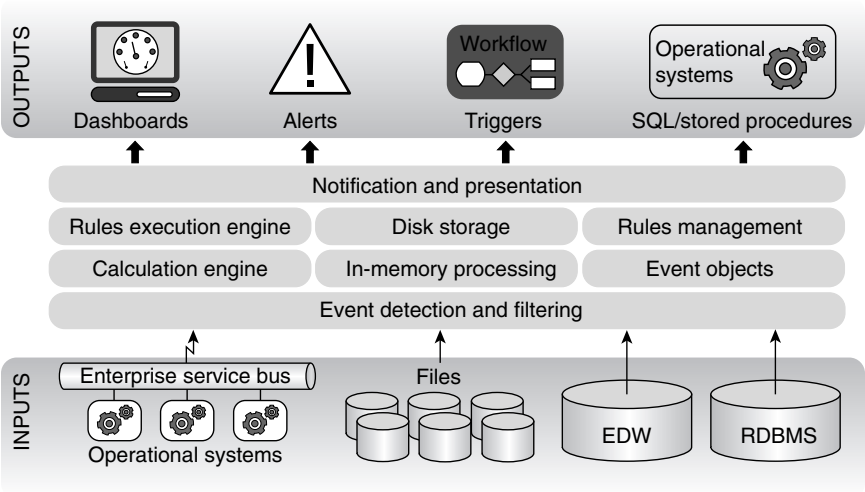 OUTPUTS
Workflow
Operational
systems
Dashboards
Alerts
Triggers
SQL/stored procedures
Notification and presentation
Rules execution engine
Disk storage
Rules management
Calculation engine
In-memory processing
Event objects
Event detection and filtering
INPUTS
Enterprise service bus
Files
EDW
RDBMS
Operational systems